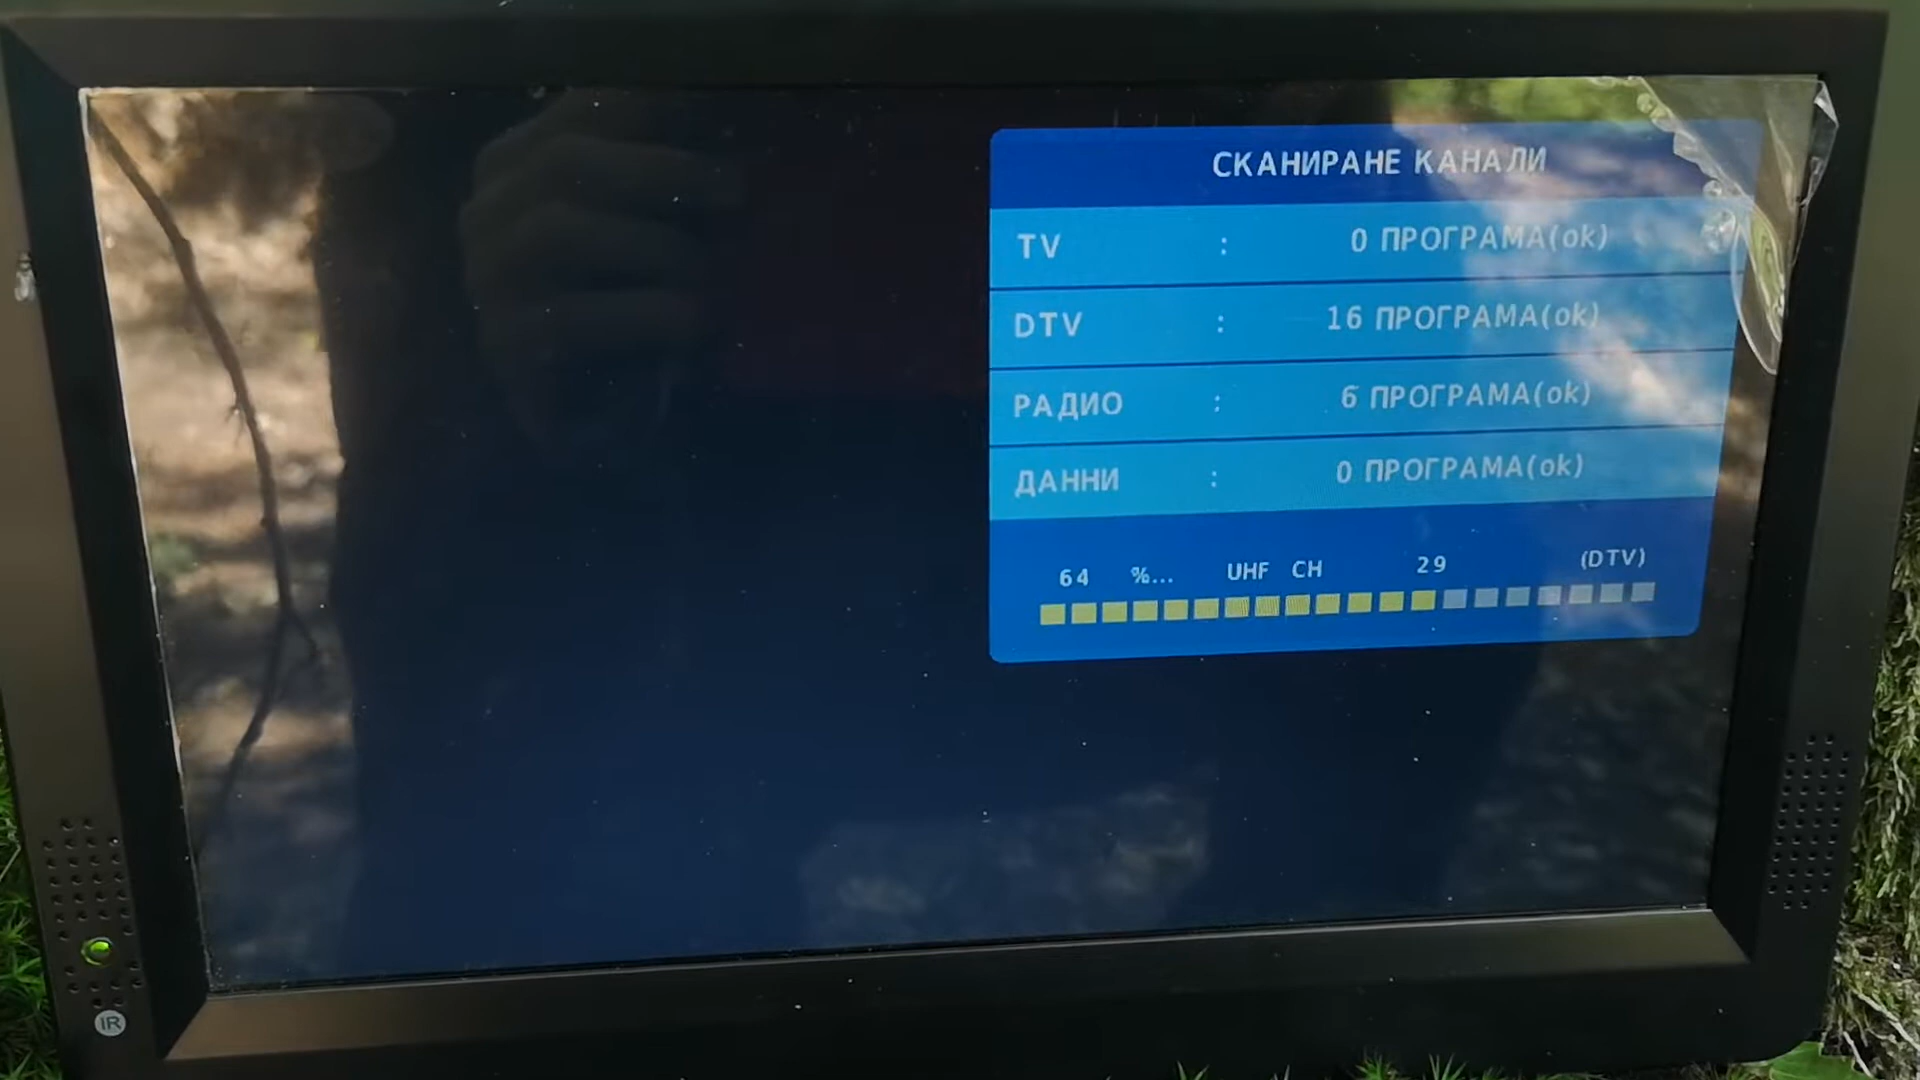 СКАНИРАНЕ КАНАЛИ
TV : 0 ПРОГРАМА(ok)
DTV : 16 ПРОГРАМА(ok)
РАДИО : 6 ПРОГРАМА(ok)
ДАННИ : 0 ПРОГРАМА(ok)
64 %... UHF CH 29 (DTV)
IR